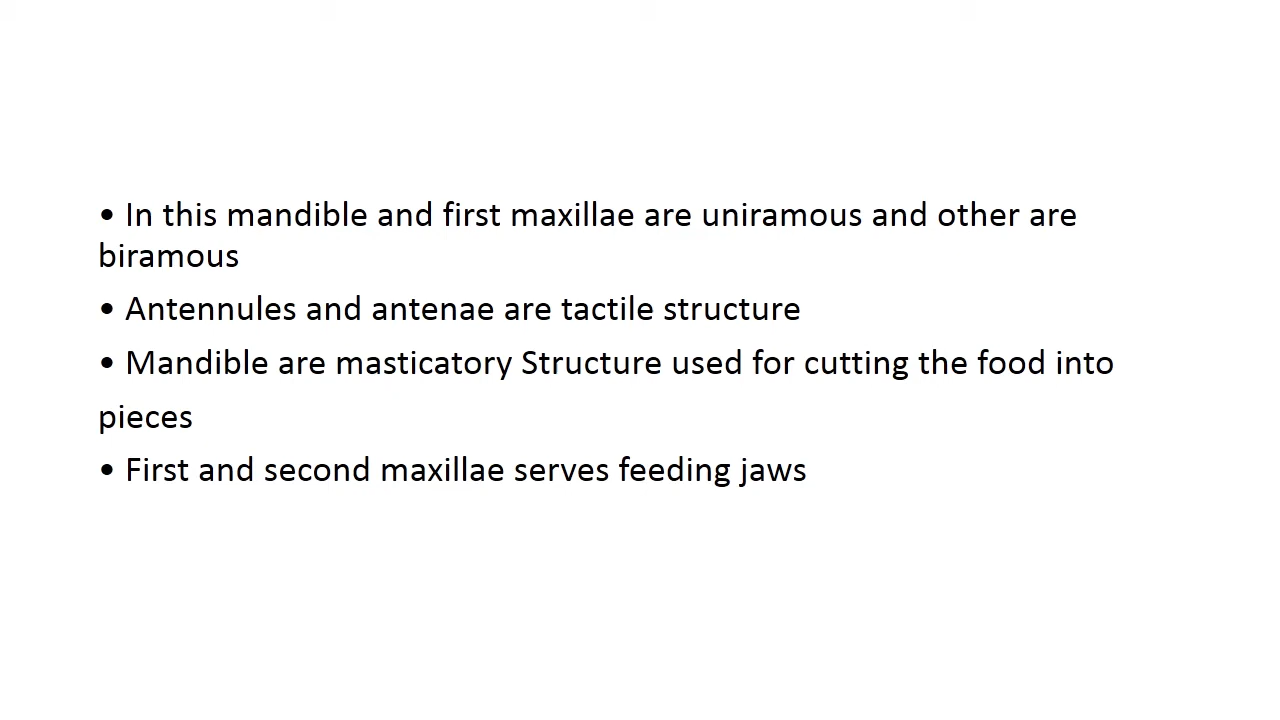 • In this mandible and first maxillae are uniramous and other are
biramous
• Antennules and antenae are tactile structure
• Mandible are masticatory Structure used for cutting the food into
pieces
• First and second maxillae serves feeding jaws